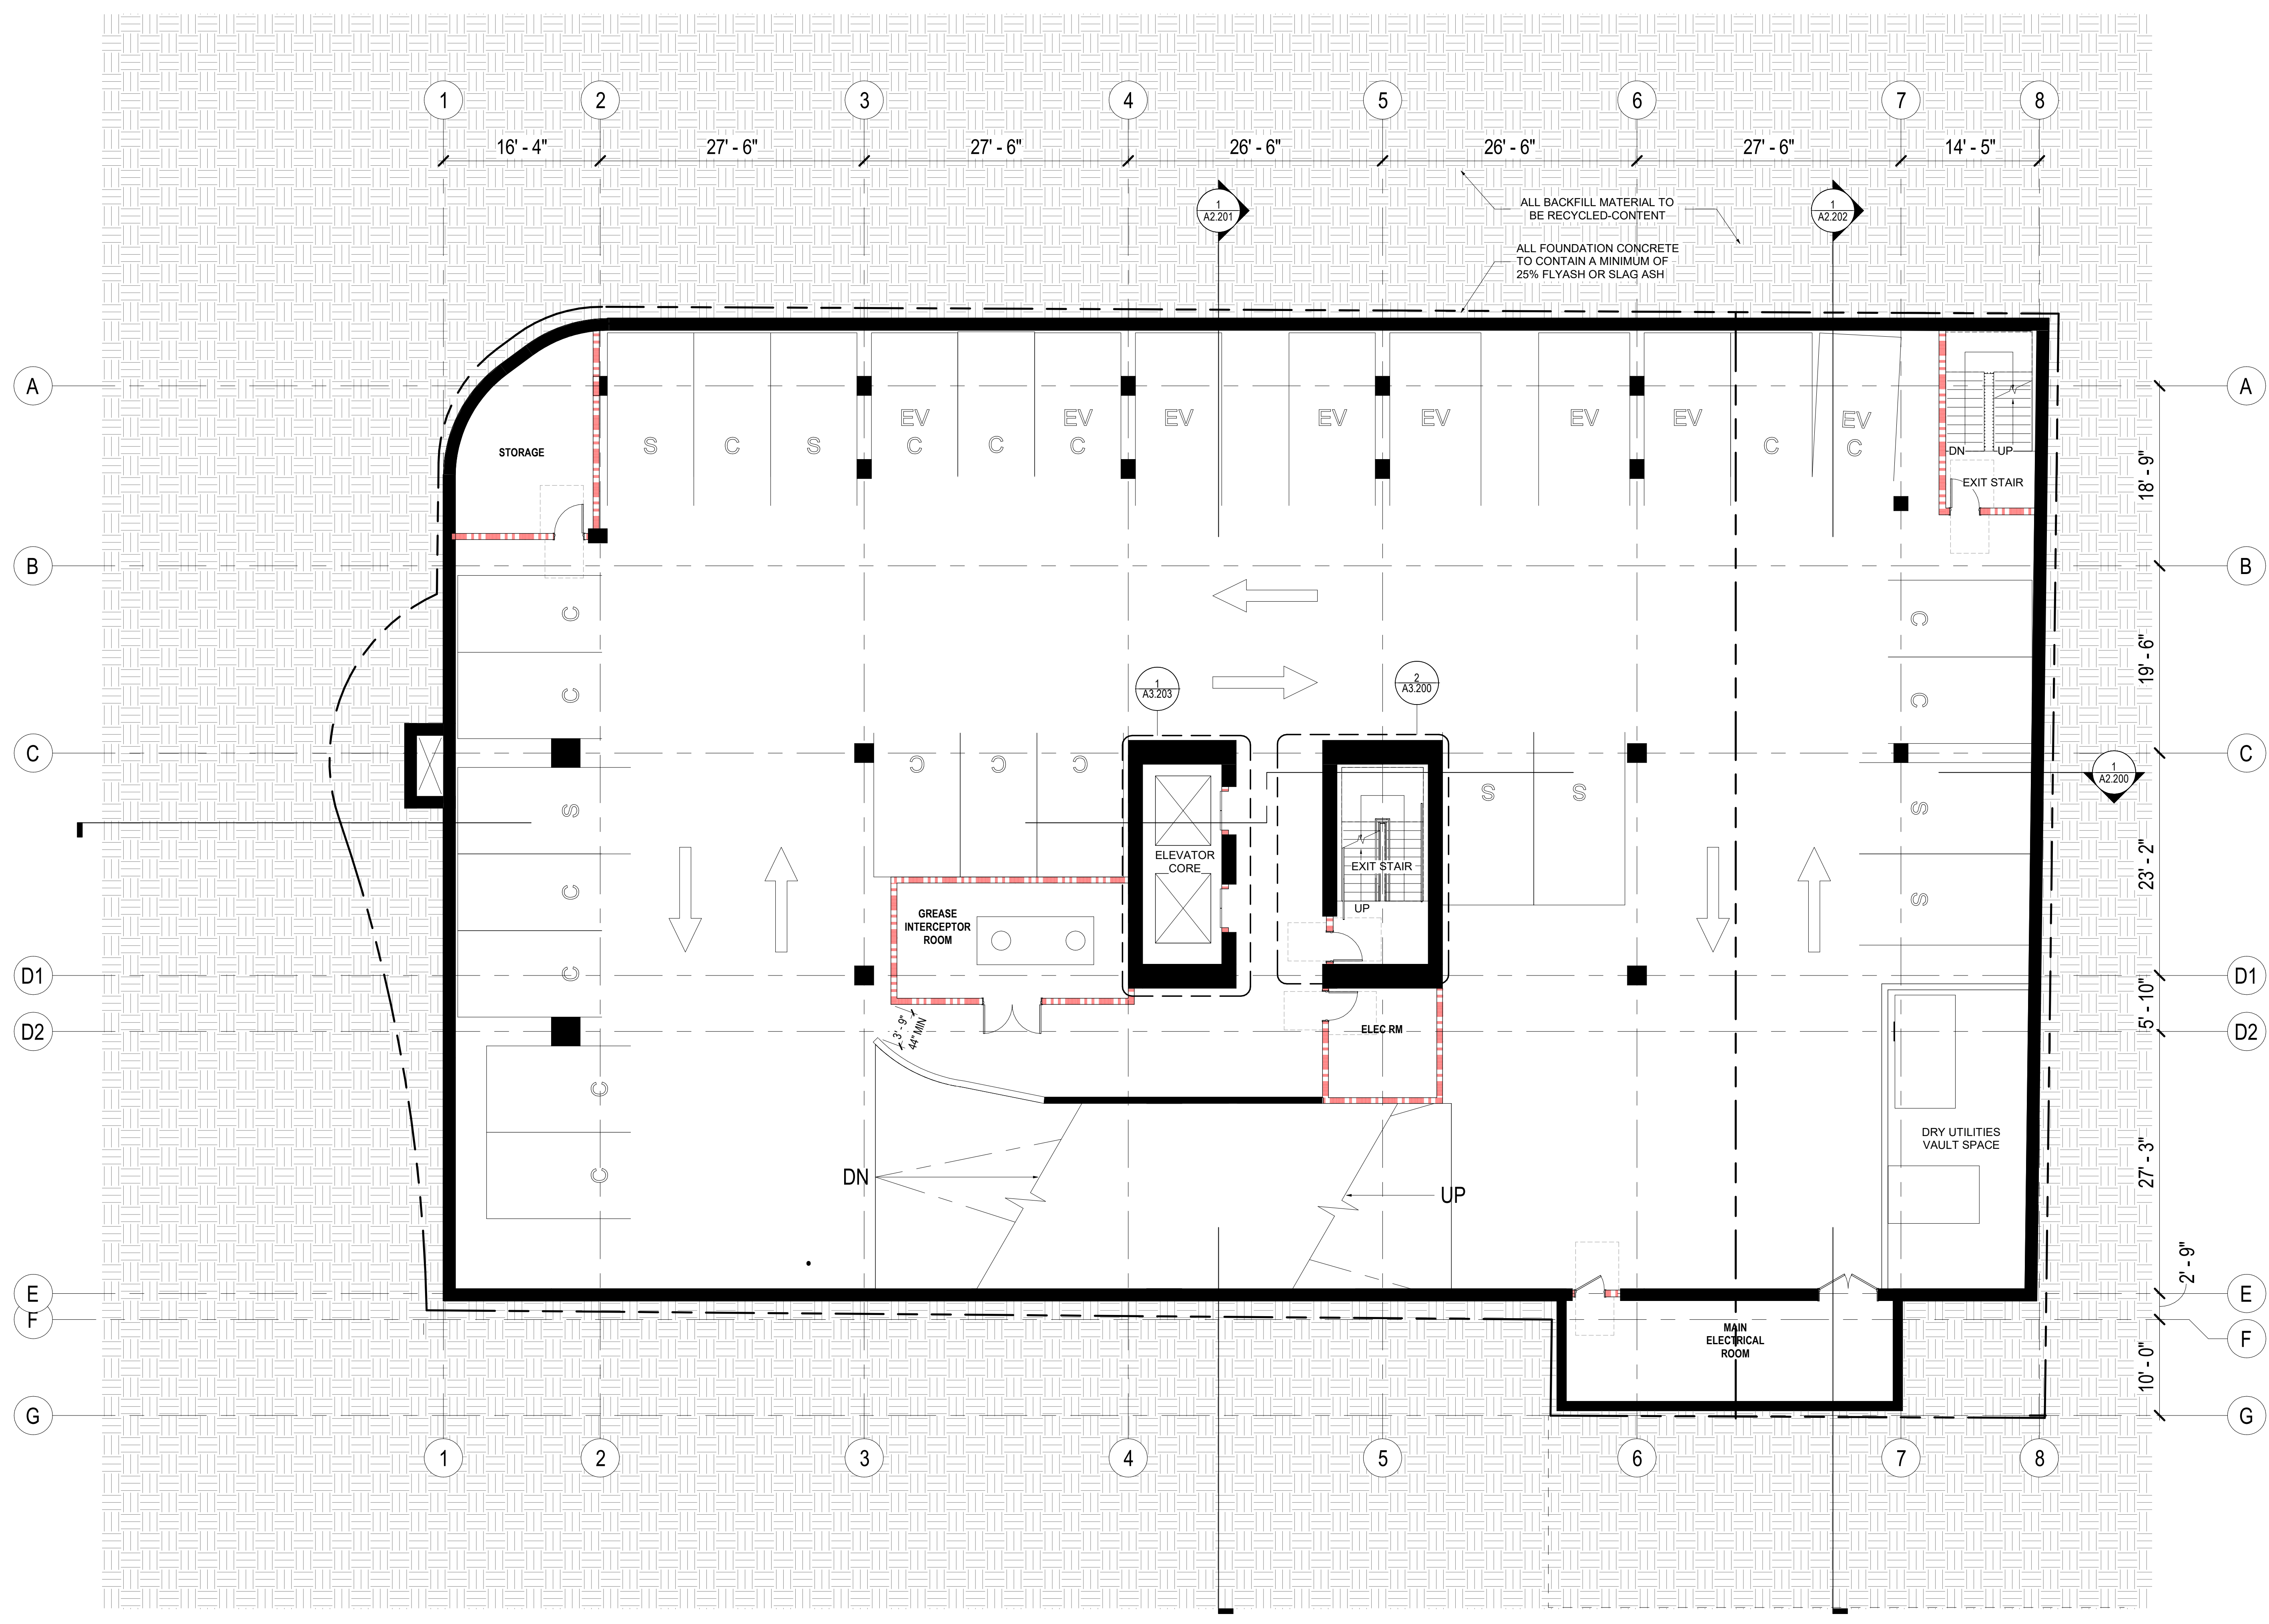 1 2 3 4 5 6 7 8
16' - 4" 27' - 6" 27' - 6" 26' - 6" 26' - 6" 27' - 6" 14' - 5"
1
A2.201
ALL BACKFILL MATERIAL TO
BE RECYCLED-CONTENT
1
A2.202
ALL FOUNDATION CONCRETE
TO CONTAIN A MINIMUM OF
25% FLYASH OR SLAG ASH
A A
EV EV EV EV EV EV EV EV
S C S C C C C C
STORAGE
DN UP
EXIT STAIR
18' - 9"
B B
C C
19' - 6"
C C
1
A3.203
2
A3.200
C C
C C C
S S
1
A2.200
S S
23' - 2"
ELEVATOR
CORE
EXIT STAIR
UP
C S
GREASE
INTERCEPTOR
ROOM
C
D1 D1
5' - 10"
3' - 9"
44" MIN
D2 D2
ELEC RM
C
DRY UTILITIES
VAULT SPACE
27' - 3"
C
DN
UP
2' - 9"
E E
F F
MAIN
ELECTRICAL
ROOM
10' - 0"
G G
1 2 3 4 5 6 7 8